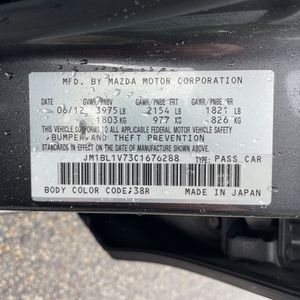 MFD. BY MAZDA MOTOR CORPORATION
DATE GVWR/PNBV GAWR/PNBE FRT GAWR/PNBE RR
06/12 3975 LB 2154 LB 1821 LB
1803 KG 977 KG 826 KG
THIS VEHICLE CONFORMS TO ALL APPLICABLE FEDERAL MOTOR VEHICLE SAFETY,
BUMPER, AND THEFT PREVENTION
STANDARDS IN EFFECT ON THE DATE OF MANUFACTURE SHOWN ABOVE.
JM1BL1V73C1676288 TYPE: PASS CAR
BODY COLOR CODE:38R MADE IN JAPAN